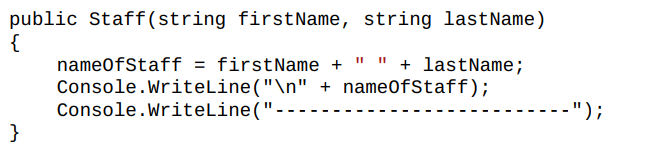 public Staff(string firstName, string lastName)
{
    nameOfStaff = firstName + " " + lastName;
    Console.WriteLine("\n" + nameOfStaff);
    Console.WriteLine("--------------------------");
}